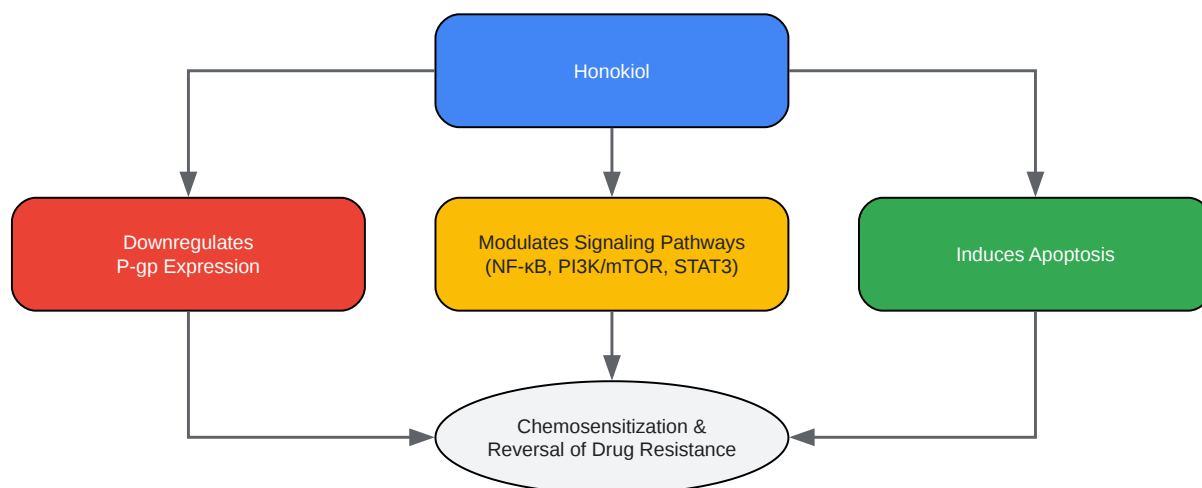 Honokiol
Downregulates
P-gp Expression
Modulates Signaling Pathways
(NF-κB, PI3K/mTOR, STAT3)
Induces Apoptosis
Chemosensitization &
Reversal of Drug Resistance